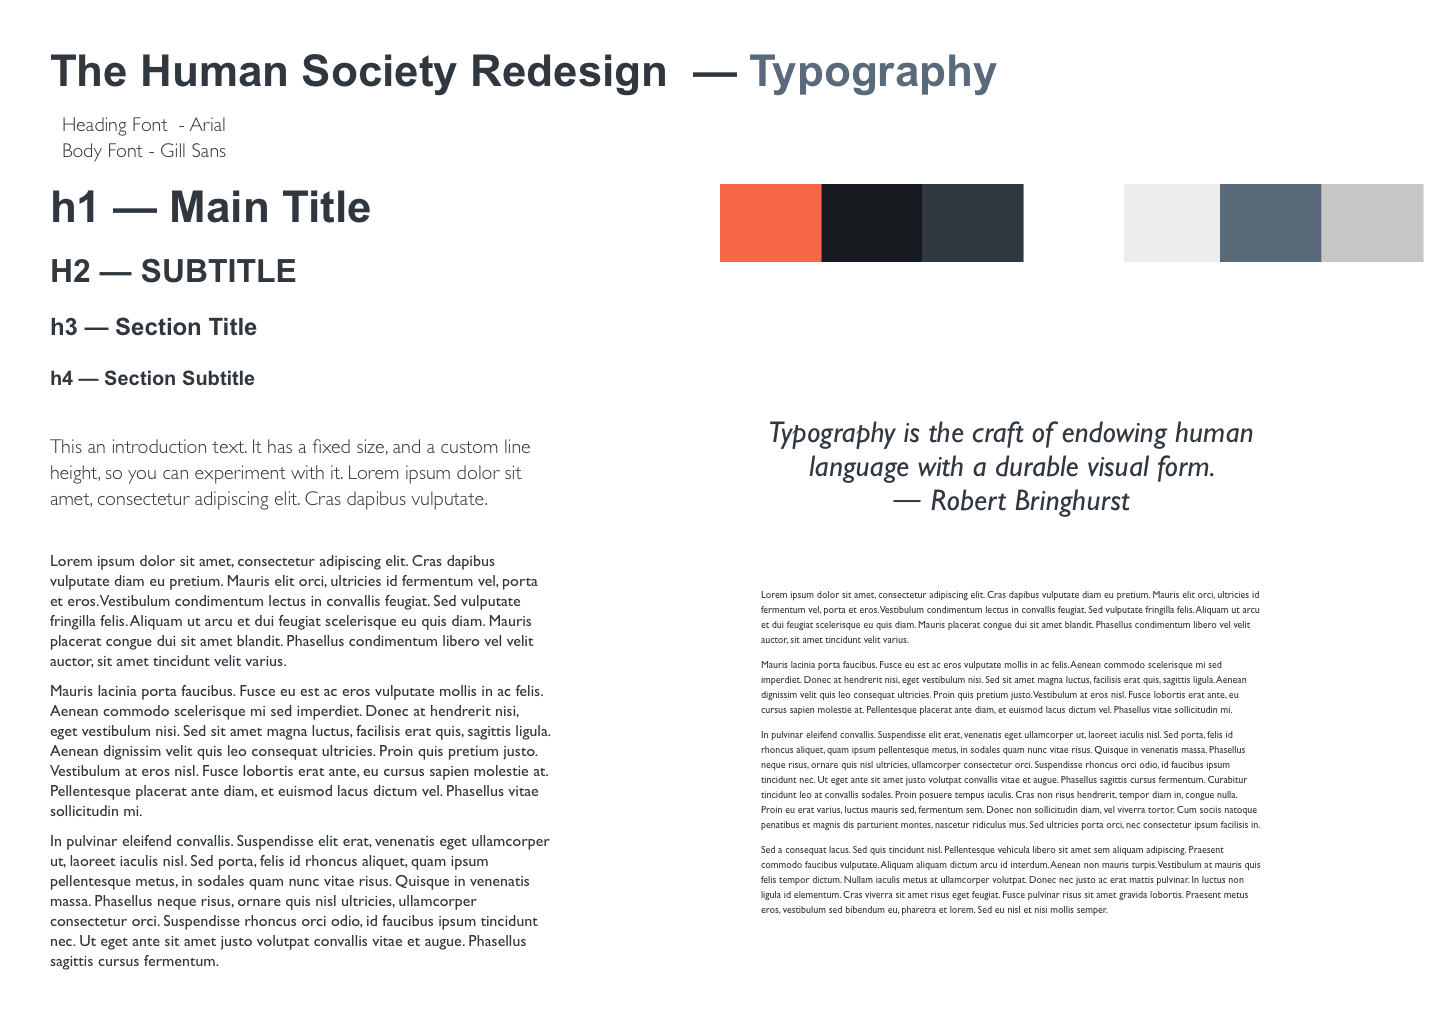 The Human Society Redesign — Typography
Heading Font - Arial
Body Font - Gill Sans
h1 — Main Title
H2 — SUBTITLE
h3 — Section Title
h4 — Section Subtitle
This an introduction text. It has a fixed size, and a custom line
height, so you can experiment with it. Lorem ipsum dolor sit
amet, consectetur adipiscing elit. Cras dapibus vulputate.
Lorem ipsum dolor sit amet, consectetur adipiscing elit. Cras dapibus
vulputate diam eu pretium. Mauris elit orci, ultricies id fermentum vel, porta
et eros. Vestibulum condimentum lectus in convallis feugiat. Sed vulputate
fringilla felis. Aliquam ut arcu et dui feugiat scelerisque eu quis diam. Mauris
placerat congue dui sit amet blandit. Phasellus condimentum libero vel velit
auctor, sit amet tincidunt velit varius.
Mauris lacinia porta faucibus. Fusce eu est ac eros vulputate mollis in ac felis.
Aenean commodo scelerisque mi sed imperdiet. Donec at hendrerit nisi,
eget vestibulum nisi. Sed sit amet magna luctus, facilisis erat quis, sagittis ligula.
Aenean dignissim velit quis leo consequat ultricies. Proin quis pretium justo.
Vestibulum at eros nisl. Fusce lobortis erat ante, eu cursus sapien molestie at.
Pellentesque placerat ante diam, et euismod lacus dictum vel. Phasellus vitae
sollicitudin mi.
In pulvinar eleifend convallis. Suspendisse elit erat, venenatis eget ullamcorper
ut, laoreet iaculis nisl. Sed porta, felis id rhoncus aliquet, quam ipsum
pellentesque metus, in sodales quam nunc vitae risus. Quisque in venenatis
massa. Phasellus neque risus, ornare quis nisl ultricies, ullamcorper
consectetur orci. Suspendisse rhoncus orci odio, id faucibus ipsum tincidunt
nec. Ut eget ante sit amet justo volutpat convallis vitae et augue. Phasellus
sagittis cursus fermentum.
Typography is the craft of endowing human
language with a durable visual form.
— Robert Bringhurst
Lorem ipsum dolor sit amet, consectetur adipiscing elit. Cras dapibus vulputate diam eu pretium. Mauris elit orci, ultricies id
fermentum vel, porta et eros. Vestibulum condimentum lectus in convallis feugiat. Sed vulputate fringilla felis. Aliquam ut arcu
et dui feugiat scelerisque eu quis diam. Mauris placerat congue dui sit amet blandit. Phasellus condimentum libero vel velit
auctor, sit amet tincidunt velit varius.
Mauris lacinia porta faucibus. Fusce eu est ac eros vulputate mollis in ac felis. Aenean commodo scelerisque mi sed
imperdiet. Donec at hendrerit nisi, eget vestibulum nisi. Sed sit amet magna luctus, facilisis erat quis, sagittis ligula. Aenean
dignissim velit quis leo consequat ultricies. Proin quis pretium justo. Vestibulum at eros nisl. Fusce lobortis erat ante, eu
cursus sapien molestie at. Pellentesque placerat ante diam, et euismod lacus dictum vel. Phasellus vitae sollicitudin mi.
In pulvinar eleifend convallis. Suspendisse elit erat, venenatis eget ullamcorper ut, laoreet iaculis nisl. Sed porta, felis id
rhoncus aliquet, quam ipsum pellentesque metus, in sodales quam nunc vitae risus. Quisque in venenatis massa. Phasellus
neque risus, ornare quis nisl ultricies, ullamcorper consectetur orci. Suspendisse rhoncus orci odio, id faucibus ipsum
tincidunt nec. Ut eget ante sit amet justo volutpat convallis vitae et augue. Phasellus sagittis cursus fermentum. Curabitur
tincidunt leo at convallis sodales. Proin posuere tempus iaculis. Cras non risus hendrerit, tempor diam in, congue nulla.
Proin eu erat varius, luctus mauris sed, fermentum sem. Donec non sollicitudin diam, vel viverra tortor. Cum sociis natoque
penatibus et magnis dis parturient montes, nascetur ridiculus mus. Sed ultricies porta orci, nec consectetur ipsum facilisis in.
Sed a consequat lacus. Sed quis tincidunt nisl. Pellentesque vehicula libero sit amet sem aliquam adipiscing. Praesent
commodo faucibus vulputate. Aliquam aliquam dictum arcu id interdum. Aenean non mauris turpis. Vestibulum at mauris quis
felis tempor dictum. Nullam iaculis metus at ullamcorper volutpat. Donec nec justo ac erat mattis pulvinar. In luctus non
ligula id elementum. Cras viverra sit amet risus eget feugiat. Fusce pulvinar risus sit amet gravida lobortis. Praesent metus
eros, vestibulum sed bibendum eu, pharetra et lorem. Sed eu nisl et nisi mollis semper.